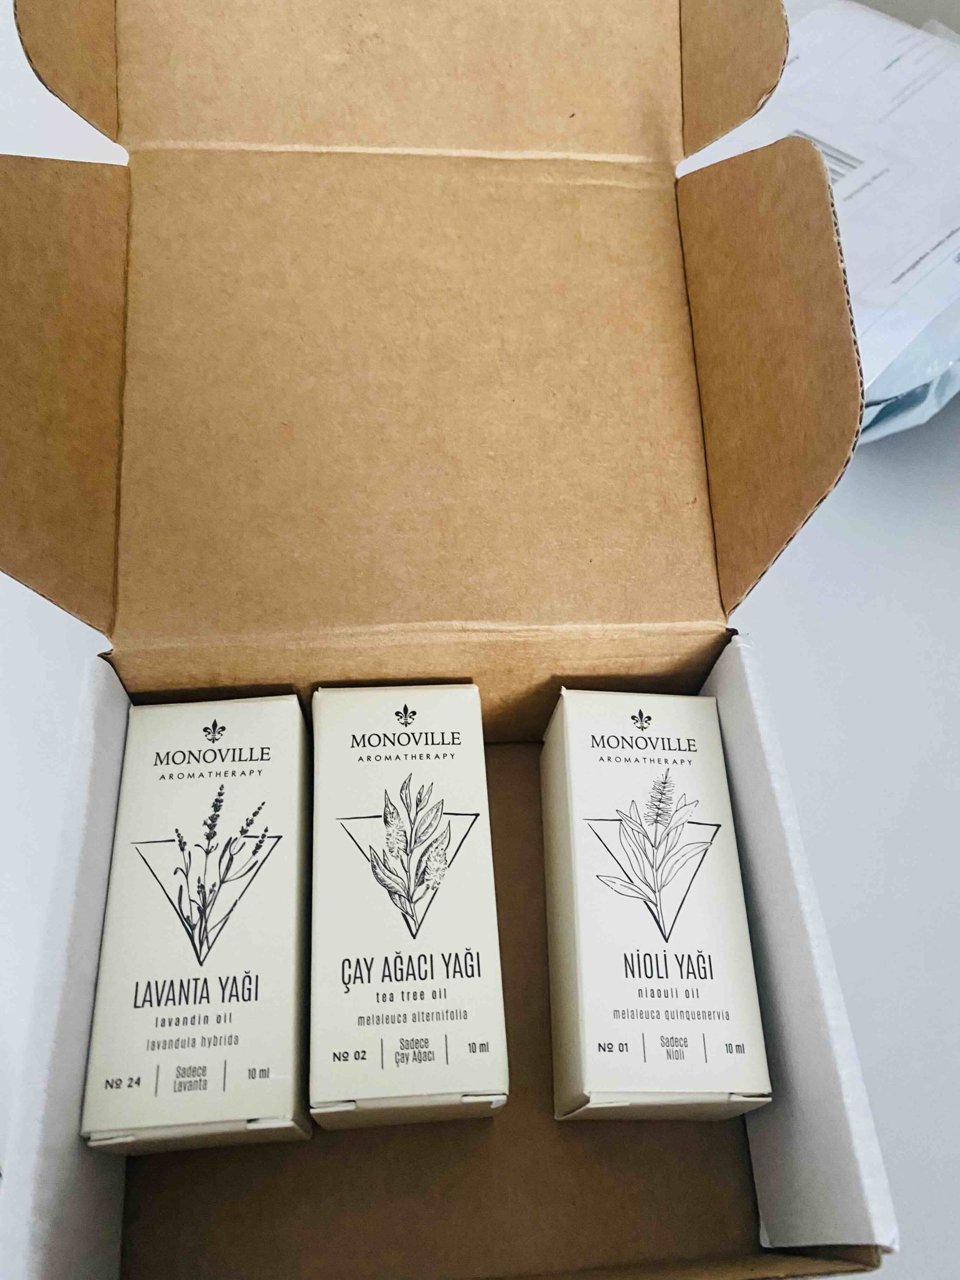 MONOVILLE
AROMATHERAPY
LAVANTA YAĞI
lavandin oil
lavandula hybrida
№ 24
Sadece
Lavanta
10 ml
MONOVILLE
AROMATHERAPY
ÇAY AĞACI YAĞI
tea tree oil
melaleuca alternifolia
№ 02
Sadece
Çay Ağacı
10 ml
MONOVILLE
AROMATHERAPY
NİOLİ YAĞI
niaouli oil
melaleuca quinquenervia
№ 01
Sadece
Nioli
10 ml